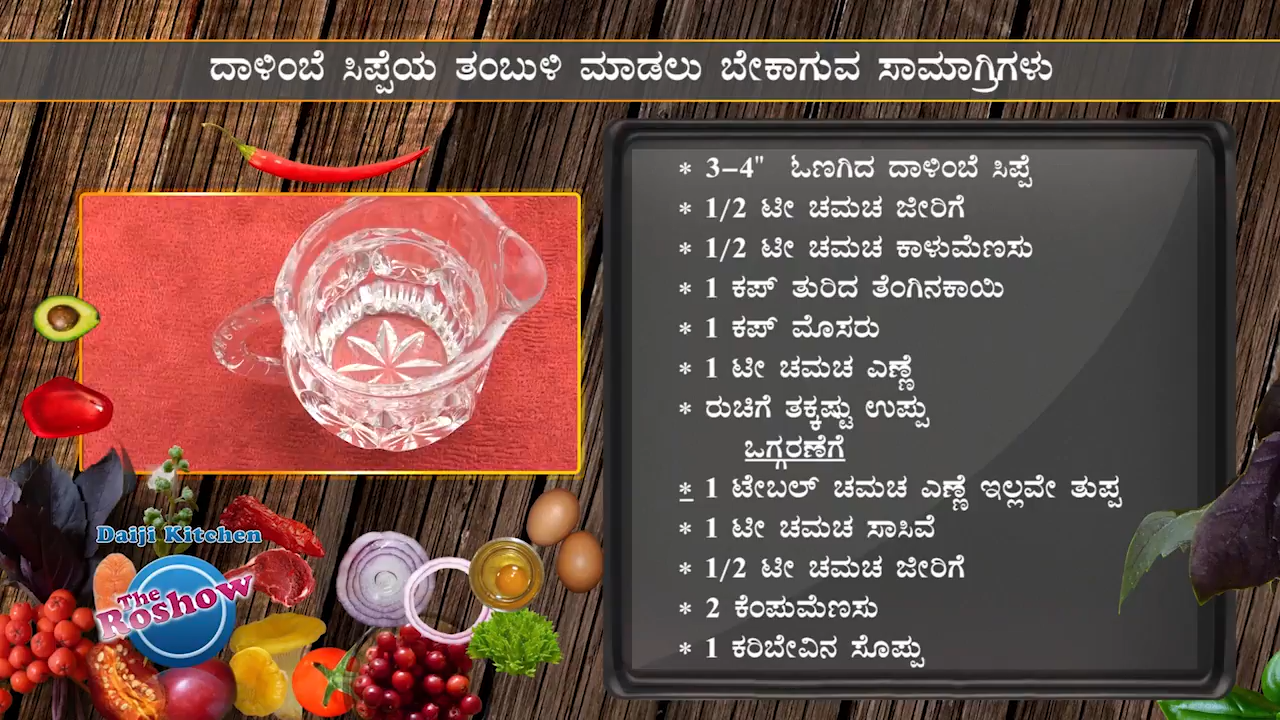 ದಾಳಿಂಬೆ ಸಿಪ್ಪೆಯ ತಂಬುಳಿ ಮಾಡಲು ಬೇಕಾಗುವ ಸಾಮಾಗ್ರಿಗಳು
* 3-4" ಓಣಗಿದ ದಾಳಿಂಬೆ ಸಿಪ್ಪೆ
* 1/2 ಟೀ ಚಮಚ ಜೀರಿಗೆ
* 1/2 ಟೀ ಚಮಚ ಕಾಳುಮೆಣಸು
* 1 ಕಪ್ ತುರಿದ ತೆಂಗಿನಕಾಯಿ
* 1 ಕಪ್ ಮೊಸರು
* 1 ಟೀ ಚಮಚ ಎಣ್ಣೆ
* ರುಚಿಗೆ ತಕ್ಕಷ್ಟು ಉಪ್ಪು
ಒಗ್ಗರಣೆಗೆ
* 1 ಟೇಬಲ್ ಚಮಚ ಎಣ್ಣೆ ಇಲ್ಲವೇ ತುಪ್ಪ
* 1 ಟೀ ಚಮಚ ಸಾಸಿವೆ
* 1/2 ಟೀ ಚಮಚ ಜೀರಿಗೆ
* 2 ಕೆಂಪುಮೆಣಸು
* 1 ಕರಿಬೇವಿನ ಸೊಪ್ಪು
Daiji Kitchen
The
Roshow